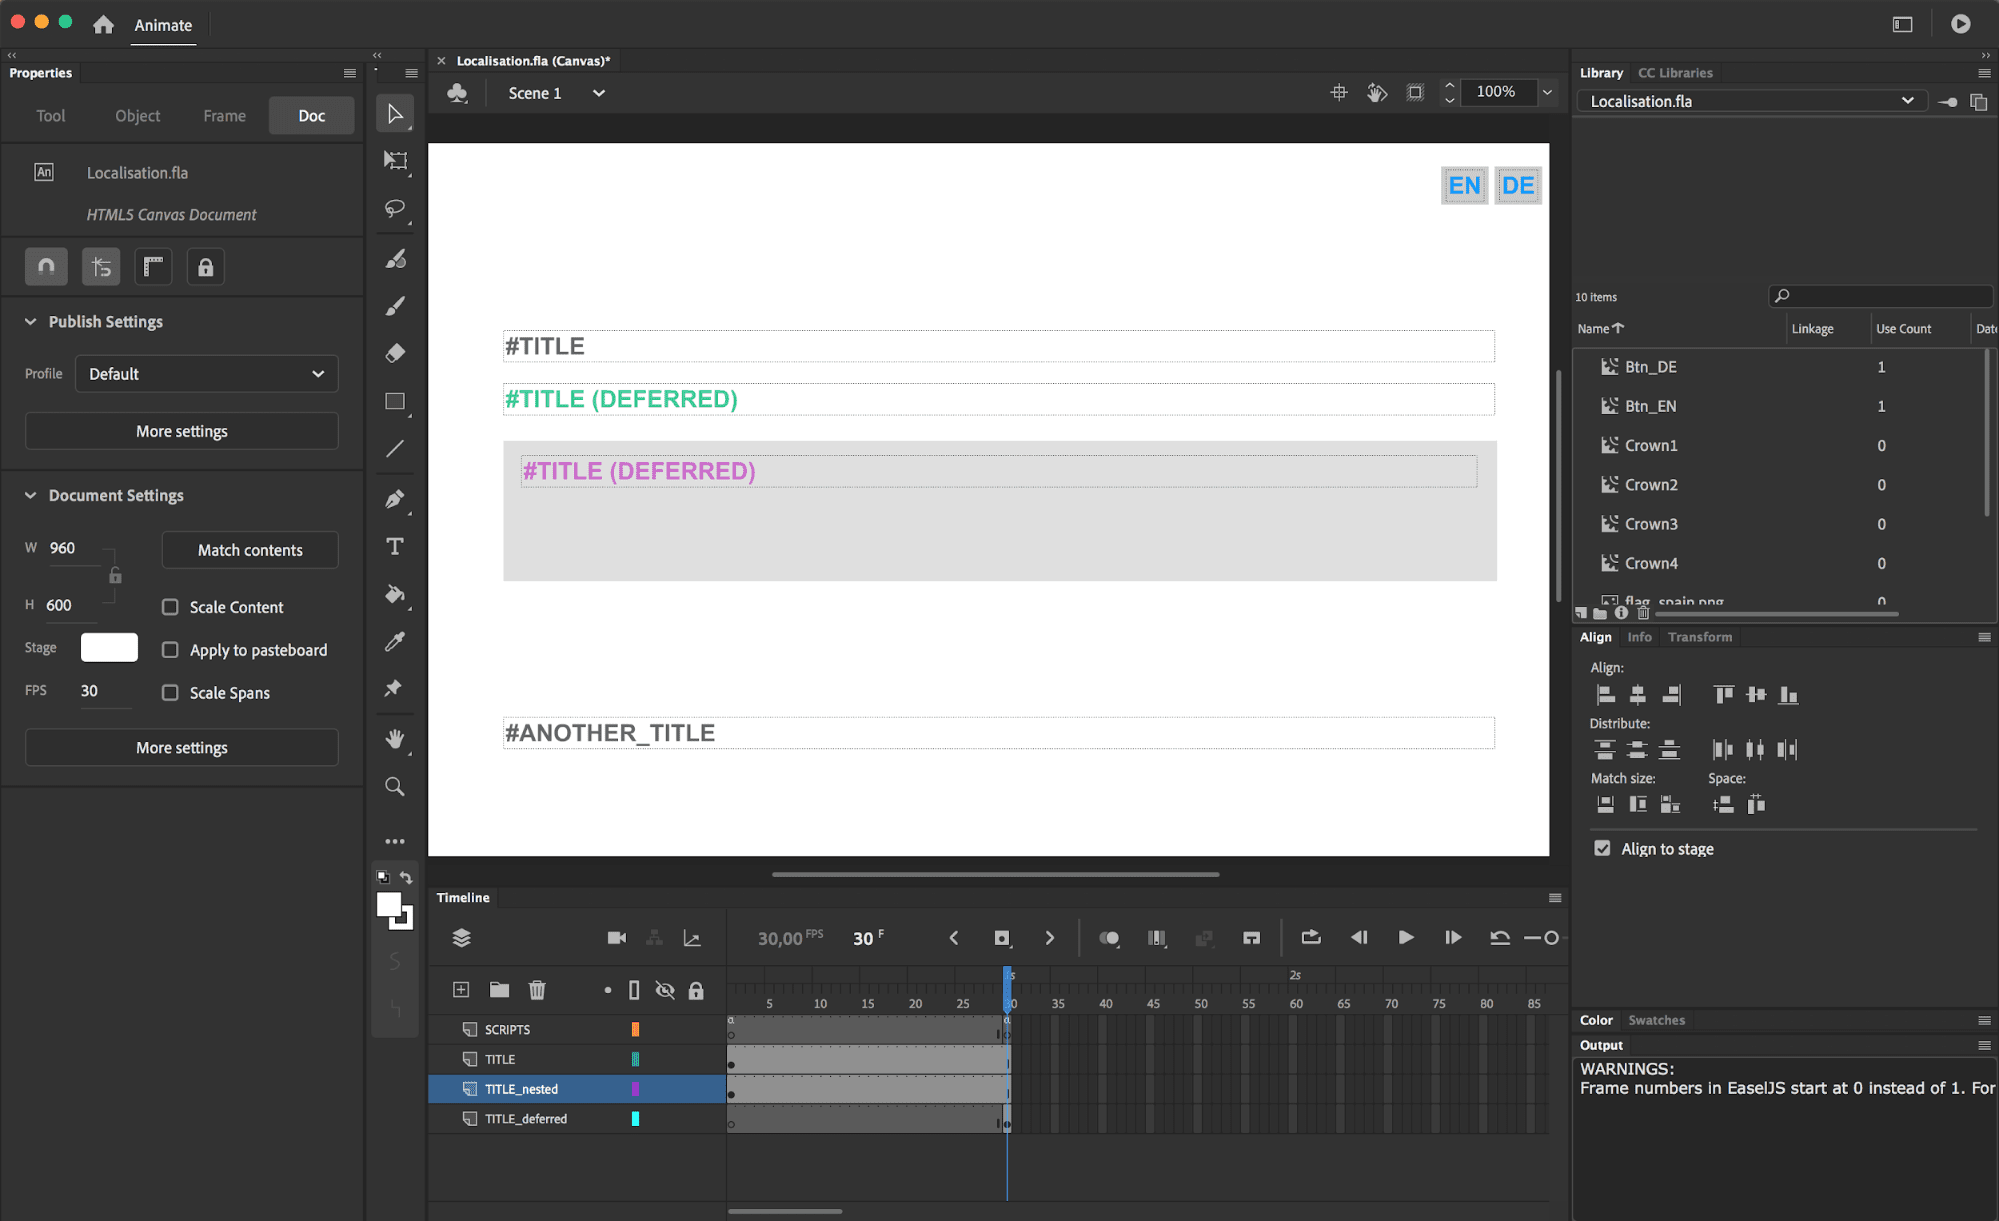 Animate
Properties
Tool Object Frame Doc
An Localisation.fla
HTML5 Canvas Document
Publish Settings
Profile Default
More settings
Document Settings
W 960 Match contents
H 600 Scale Content
Stage Apply to pasteboard
FPS 30 Scale Spans
More settings
Localisation.fla (Canvas)*
Scene 1 100%
EN DE
#TITLE
#TITLE (DEFERRED)
#TITLE (DEFERRED)
#ANOTHER_TITLE
Timeline
30,00 FPS 30 F
1s 2s
5 10 15 20 25 30 35 40 45 50 55 60 65 70 75 80 85
SCRIPTS
TITLE
TITLE_nested
TITLE_deferred
Library CC Libraries
Localisation.fla
10 items
Name Linkage Use Count Date
Btn_DE 1
Btn_EN 1
Crown1 0
Crown2 0
Crown3 0
Crown4 0
flag_spain.png 0
Align Info Transform
Align:
Distribute:
Match size: Space:
Align to stage
Color Swatches
Output
WARNINGS:
Frame numbers in EaselJS start at 0 instead of 1. For